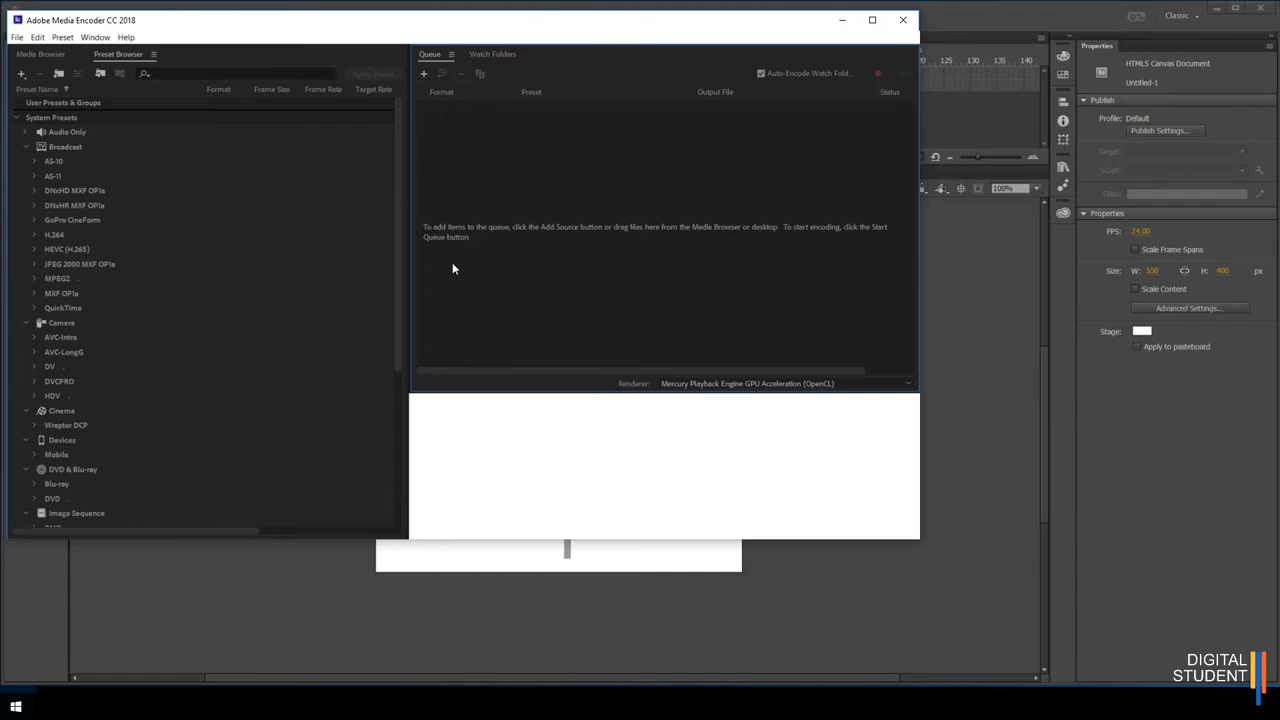 Adobe Media Encoder CC 2018
Classic
File Edit Preset Window Help
Media Browser Preset Browser
Queue Watch Folders
Apply Preset
Auto-Encode Watch Fold...
Preset Name Format Frame Size Frame Rate Target Rate
Format Preset Output File Status
User Presets & Groups
System Presets
Audio Only
Broadcast
AS-10
AS-11
DNxHD MXF OP1a
DNxHR MXF OP1a
GoPro CineForm
H.264
HEVC (H.265)
JPEG 2000 MXF OP1a
MPEG2
MXF OP1a
QuickTime
Camera
AVC-Intra
AVC-LongG
DV
DVCPRO
HDV
Cinema
Wraptor DCP
Devices
Mobile
DVD & Blu-ray
Blu-ray
DVD
Image Sequence
To add items to the queue, click the Add Source button or drag files here from the Media Browser or desktop. To start encoding, click the Start
Queue button.
Renderer: Mercury Playback Engine GPU Acceleration (OpenCL)
120 125 130 135 140
100%
Properties
HTML5 Canvas Document
Untitled-1
Publish
Profile: Default
Publish Settings...
Target:
Script:
Class:
Properties
FPS: 24.00
Scale Frame Spans
Size: W: 550 H: 400 px
Scale Content
Advanced Settings...
Stage:
Apply to pasteboard
DIGITAL
STUDENT